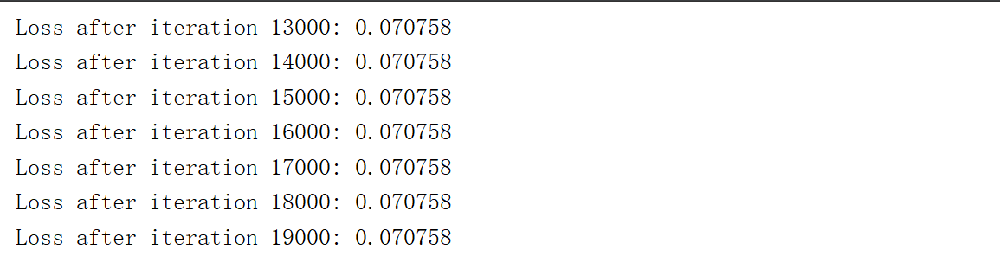 Loss after iteration 13000: 0.070758
Loss after iteration 14000: 0.070758
Loss after iteration 15000: 0.070758
Loss after iteration 16000: 0.070758
Loss after iteration 17000: 0.070758
Loss after iteration 18000: 0.070758
Loss after iteration 19000: 0.070758